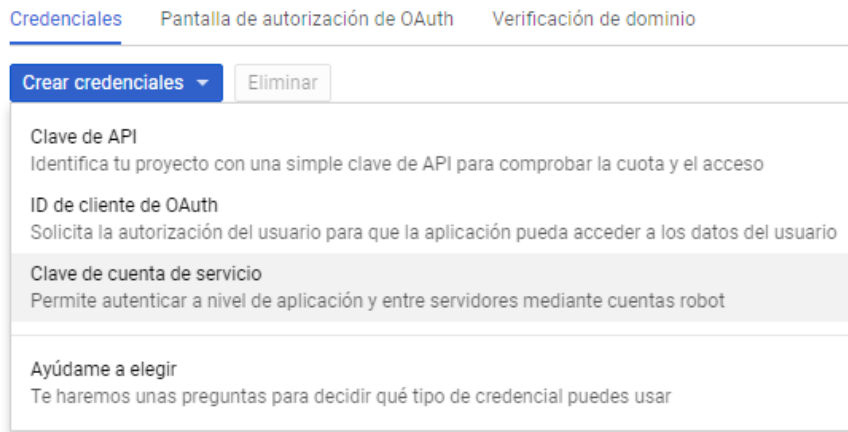 Credenciales Pantalla de autorización de OAuth Verificación de dominio
Crear credenciales Eliminar
Clave de API
Identifica tu proyecto con una simple clave de API para comprobar la cuota y el acceso
ID de cliente de OAuth
Solicita la autorización del usuario para que la aplicación pueda acceder a los datos del usuario
Clave de cuenta de servicio
Permite autenticar a nivel de aplicación y entre servidores mediante cuentas robot
Ayúdame a elegir
Te haremos unas preguntas para decidir qué tipo de credencial puedes usar